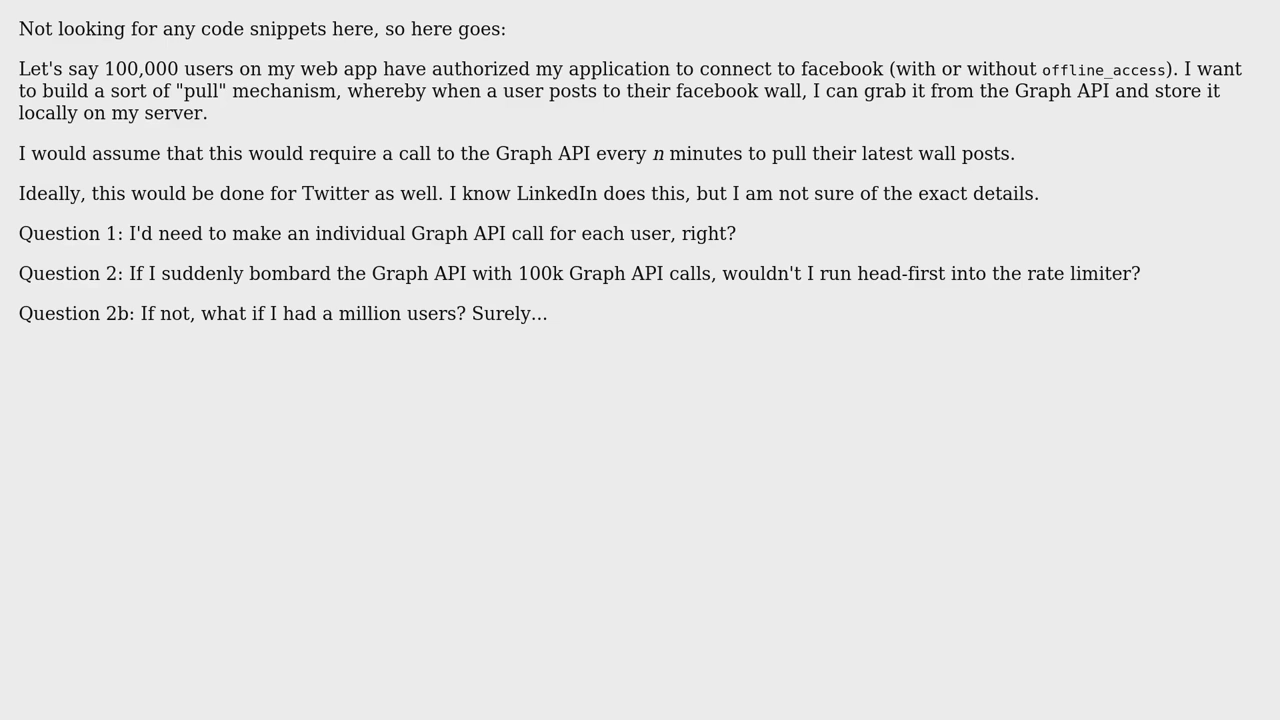 Not looking for any code snippets here, so here goes:
Let's say 100,000 users on my web app have authorized my application to connect to facebook (with or without offline_access). I want
to build a sort of "pull" mechanism, whereby when a user posts to their facebook wall, I can grab it from the Graph API and store it
locally on my server.
I would assume that this would require a call to the Graph API every n minutes to pull their latest wall posts.
Ideally, this would be done for Twitter as well. I know LinkedIn does this, but I am not sure of the exact details.
Question 1: I'd need to make an individual Graph API call for each user, right?
Question 2: If I suddenly bombard the Graph API with 100k Graph API calls, wouldn't I run head-first into the rate limiter?
Question 2b: If not, what if I had a million users? Surely...